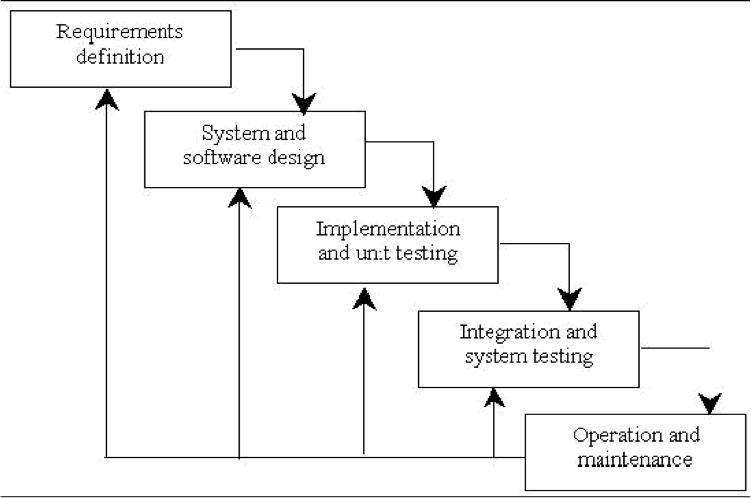 Requirements
definition
System and
software design
Implementation
and un:t testing
Integration and
system testing
Operation and
maintenance